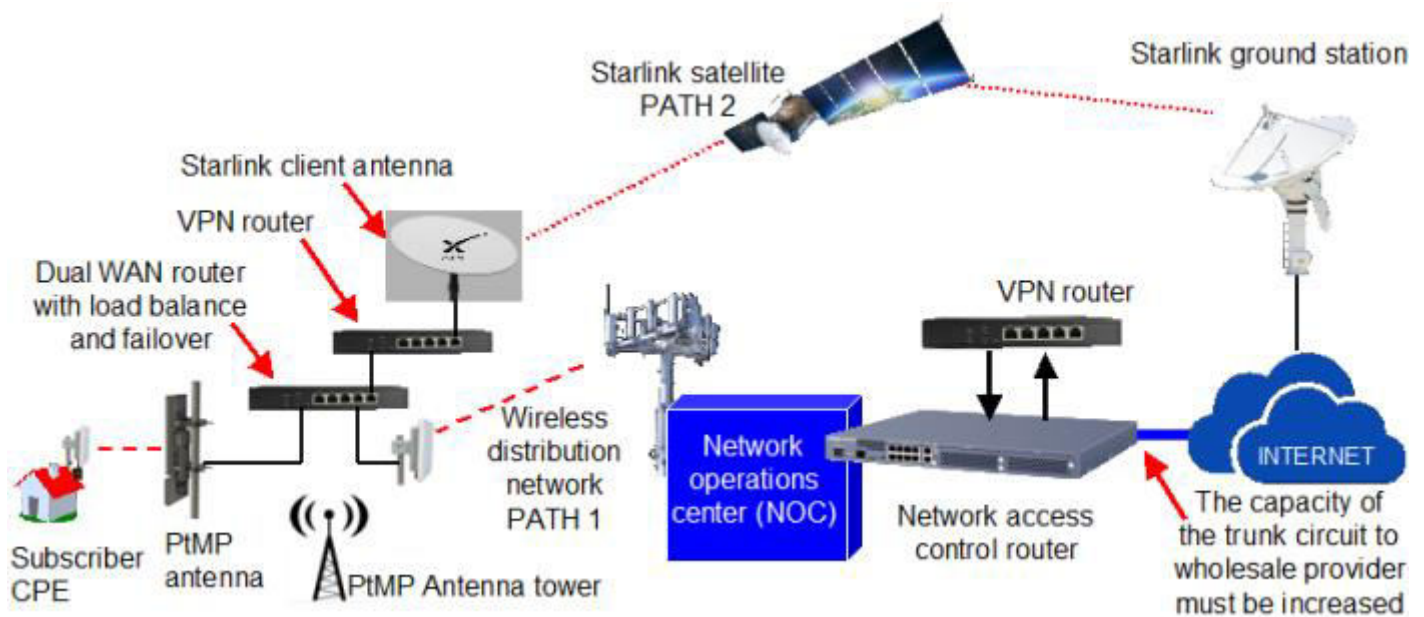 Starlink satellite
PATH 2
Starlink ground station
Starlink client antenna
VPN router
Dual WAN router
with load balance
and failover
VPN router
Wireless
distribution
network
PATH 1
Network
operations
center (NOC)
INTERNET
Network access
control router
The capacity of
the trunk circuit to
wholesale provider
must be increased
Subscriber
CPE
PtMP
antenna
PtMP Antenna tower